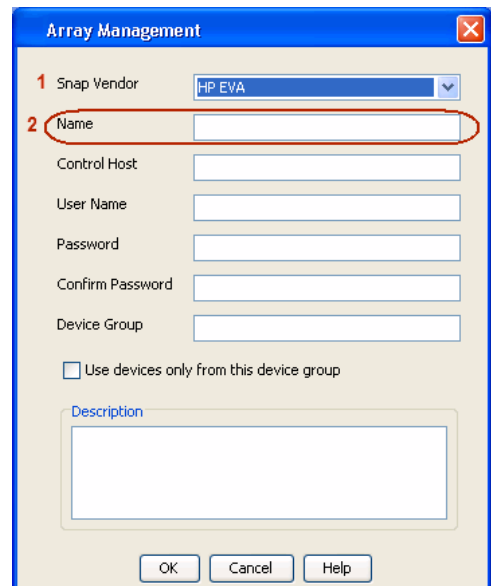 Array Management
1 Snap Vendor HP EVA
2 Name
Control Host
User Name
Password
Confirm Password
Device Group
Use devices only from this device group
Description
OK Cancel Help